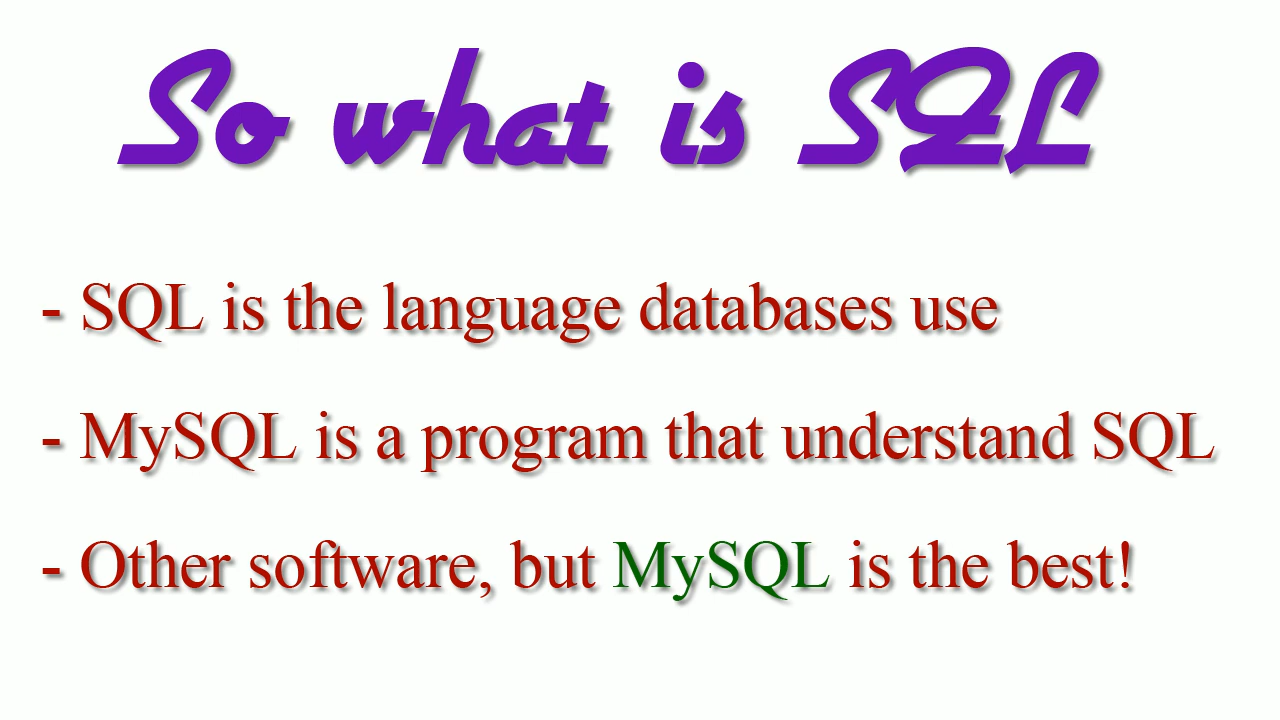 So what is SQL
- SQL is the language databases use
- MySQL is a program that understand SQL
- Other software, but MySQL is the best!